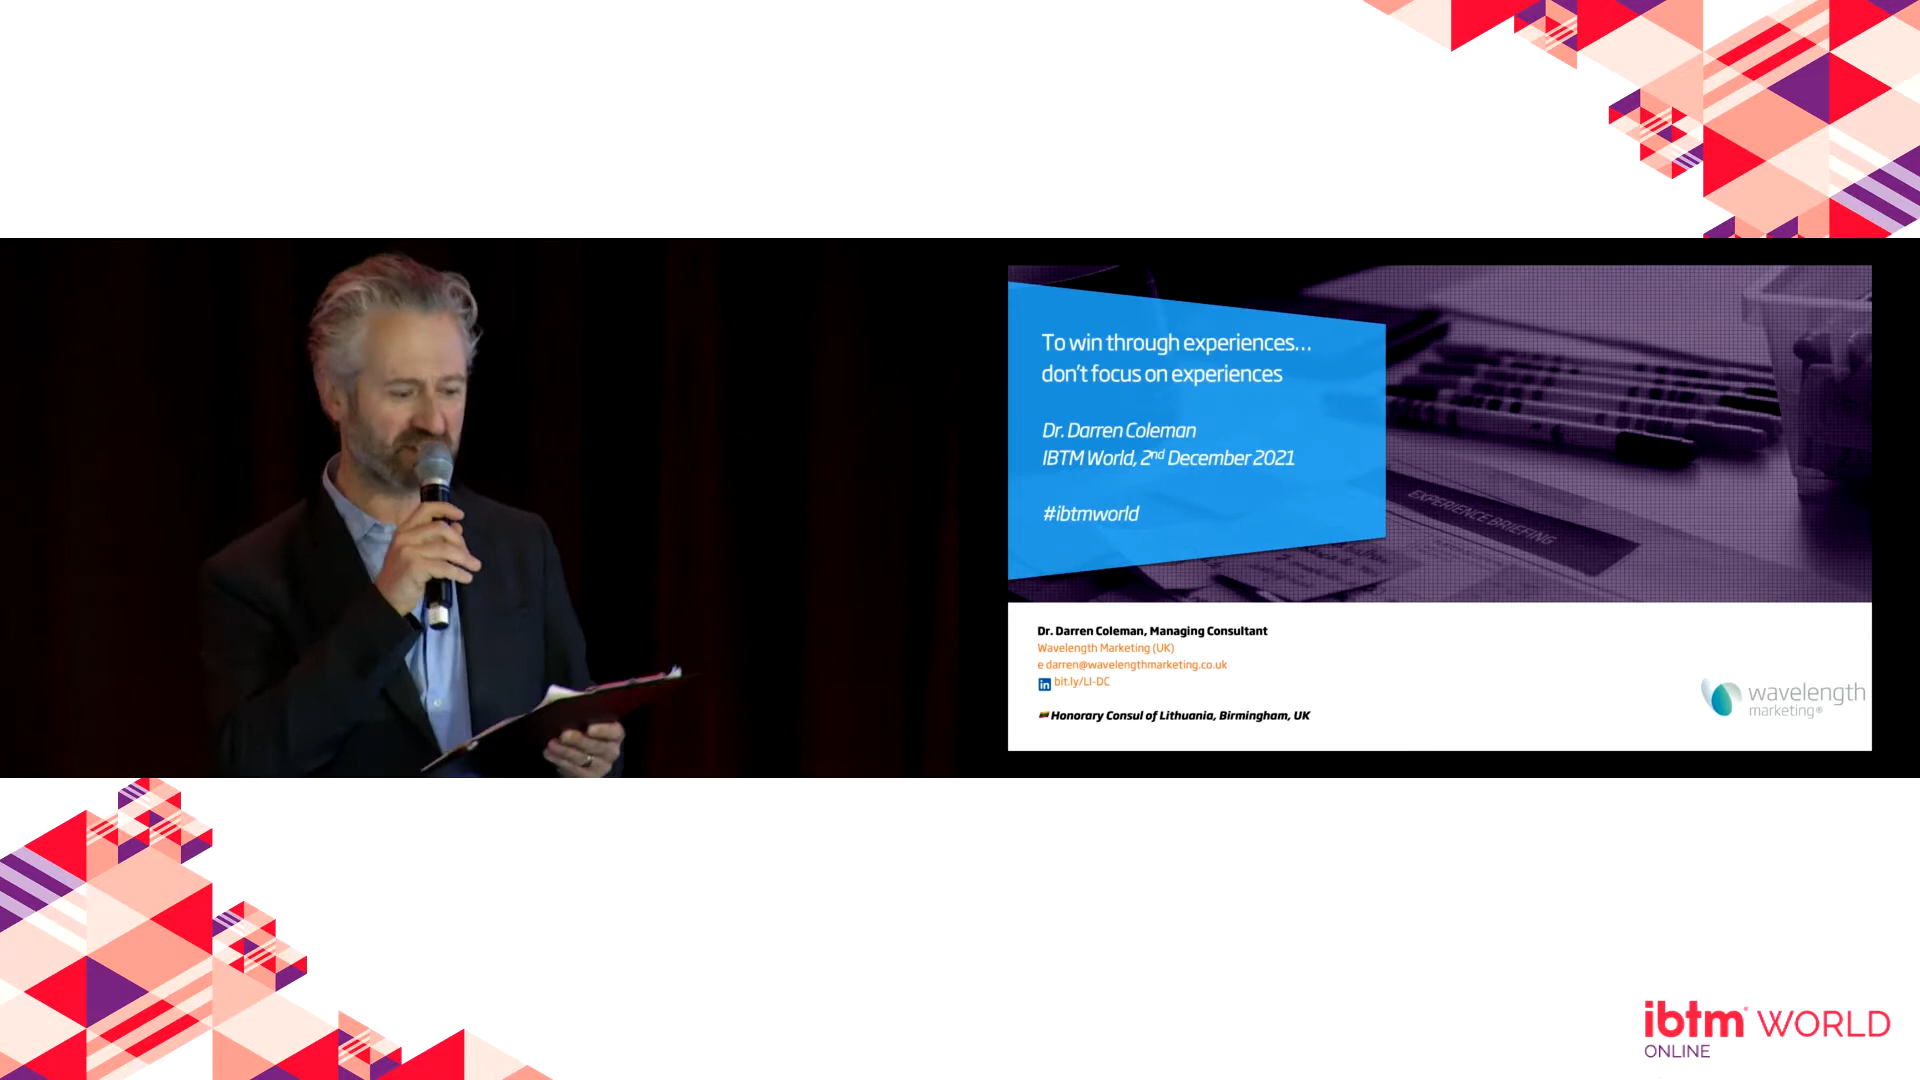 To win through experiences...
don't focus on experiences
Dr. Darren Coleman
IBTM World, 2nd December 2021
#ibtmworld
EXPERIENCE BRIEFING
Dr. Darren Coleman, Managing Consultant
Wavelength Marketing (UK)
e darren@wavelengthmarketing.co.uk
in bit.ly/LI-DC
Honorary Consul of Lithuania, Birmingham, UK
wavelength
marketing®
ibtm® WORLD
ONLINE